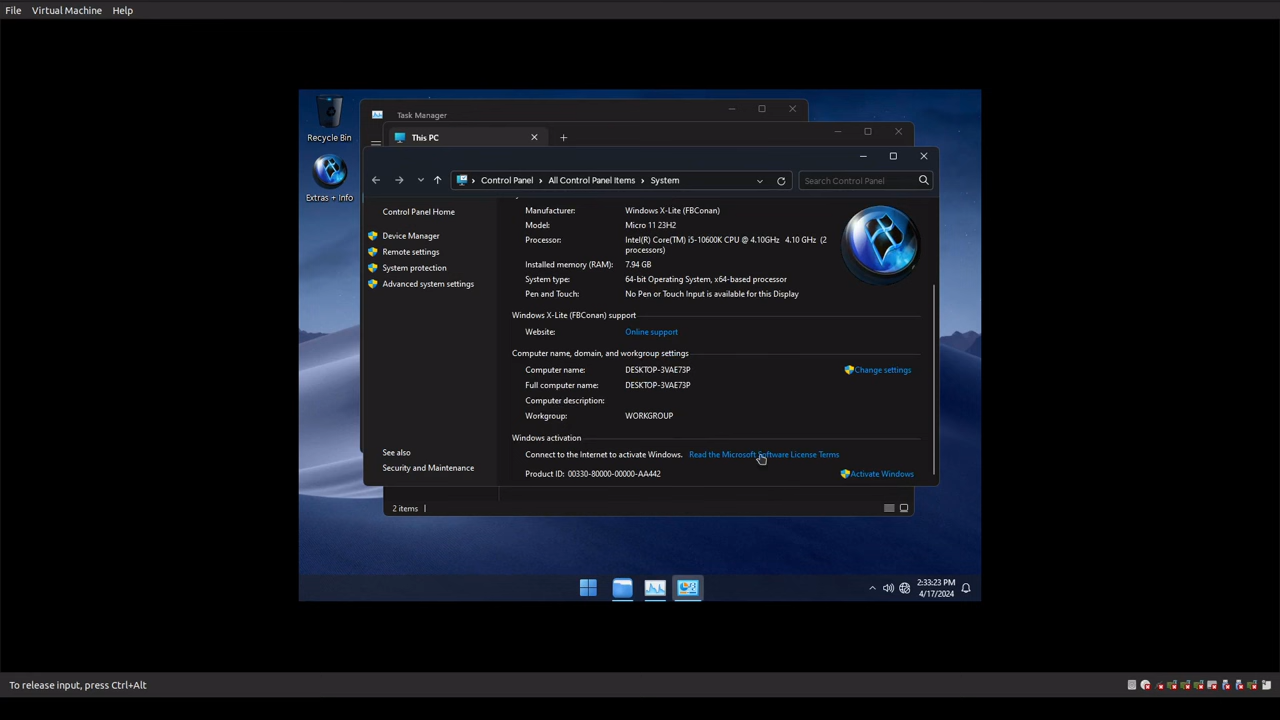 File Virtual Machine Help
Recycle Bin
Extras + Info
Task Manager
This PC
Control Panel > All Control Panel Items > System
Search Control Panel
Control Panel Home
Device Manager
Remote settings
System protection
Advanced system settings
See also
Security and Maintenance
Manufacturer: Windows X-Lite (FBConan)
Model: Micro 11 23H2
Processor: Intel(R) Core(TM) i5-10600K CPU @ 4.10GHz 4.10 GHz (2
processors)
Installed memory (RAM): 7.94 GB
System type: 64-bit Operating System, x64-based processor
Pen and Touch: No Pen or Touch Input is available for this Display
Windows X-Lite (FBConan) support
Website: Online support
Computer name, domain, and workgroup settings
Computer name: DESKTOP-3VAE73P Change settings
Full computer name: DESKTOP-3VAE73P
Computer description:
Workgroup: WORKGROUP
Windows activation
Connect to the Internet to activate Windows. Read the Microsoft Software License Terms
Product ID: 00330-80000-00000-AA442 Activate Windows
2 items
2:33:23 PM
4/17/2024
To release input, press Ctrl+Alt